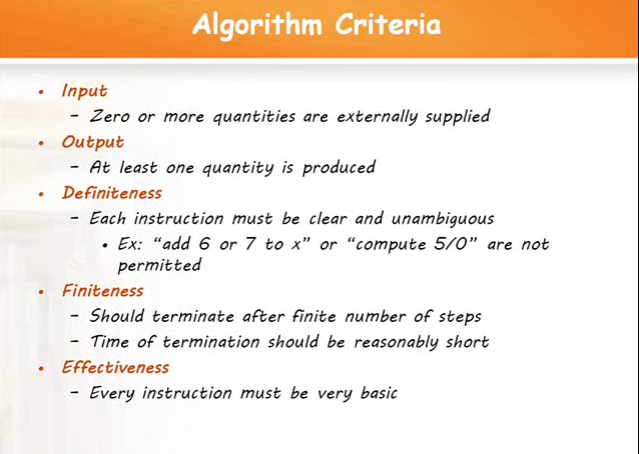 Algorithm Criteria
• Input
– Zero or more quantities are externally supplied
• Output
– At least one quantity is produced
• Definiteness
– Each instruction must be clear and unambiguous
• Ex: “add 6 or 7 to x” or “compute 5/0” are not
permitted
• Finiteness
– Should terminate after finite number of steps
– Time of termination should be reasonably short
• Effectiveness
– Every instruction must be very basic